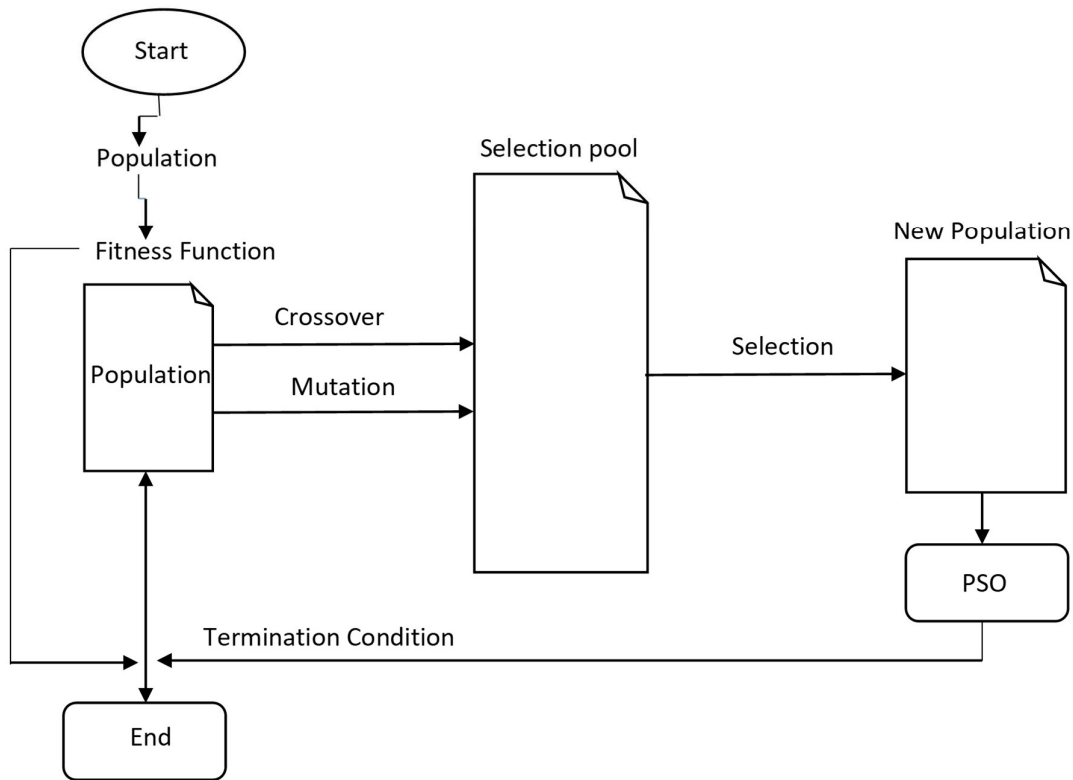 Start
Population
Selection pool
New Population
Fitness Function
Crossover
Population
Mutation
Selection
PSO
Termination Condition
End